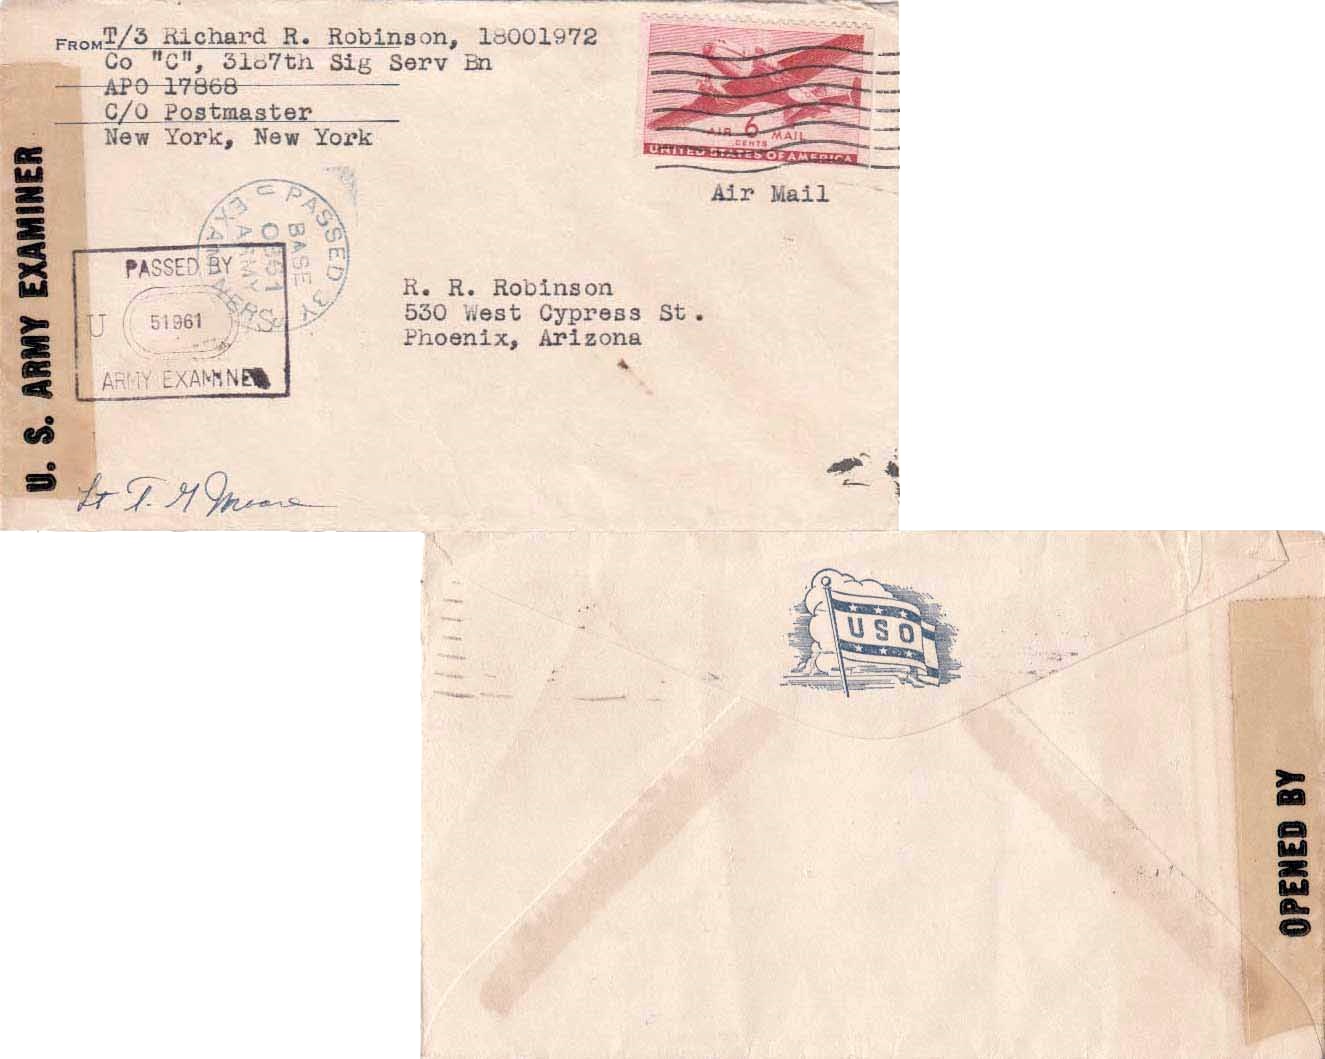 FROM T/3 Richard R. Robinson, 18001972
Co "C", 3187th Sig Serv Bn
APO 17868
C/O Postmaster
New York, New York
AIR 6 MAIL
CENTS
UNITED STATES OF AMERICA
Air Mail
U. S. ARMY EXAMINER
PASSED BY
BASE
ARMY
EXAMINERS
PASSED BY
U 51961 S
ARMY EXAMINER
R. R. Robinson
530 West Cypress St.
Phoenix, Arizona
Lt T. G Moore
USO
OPENED BY